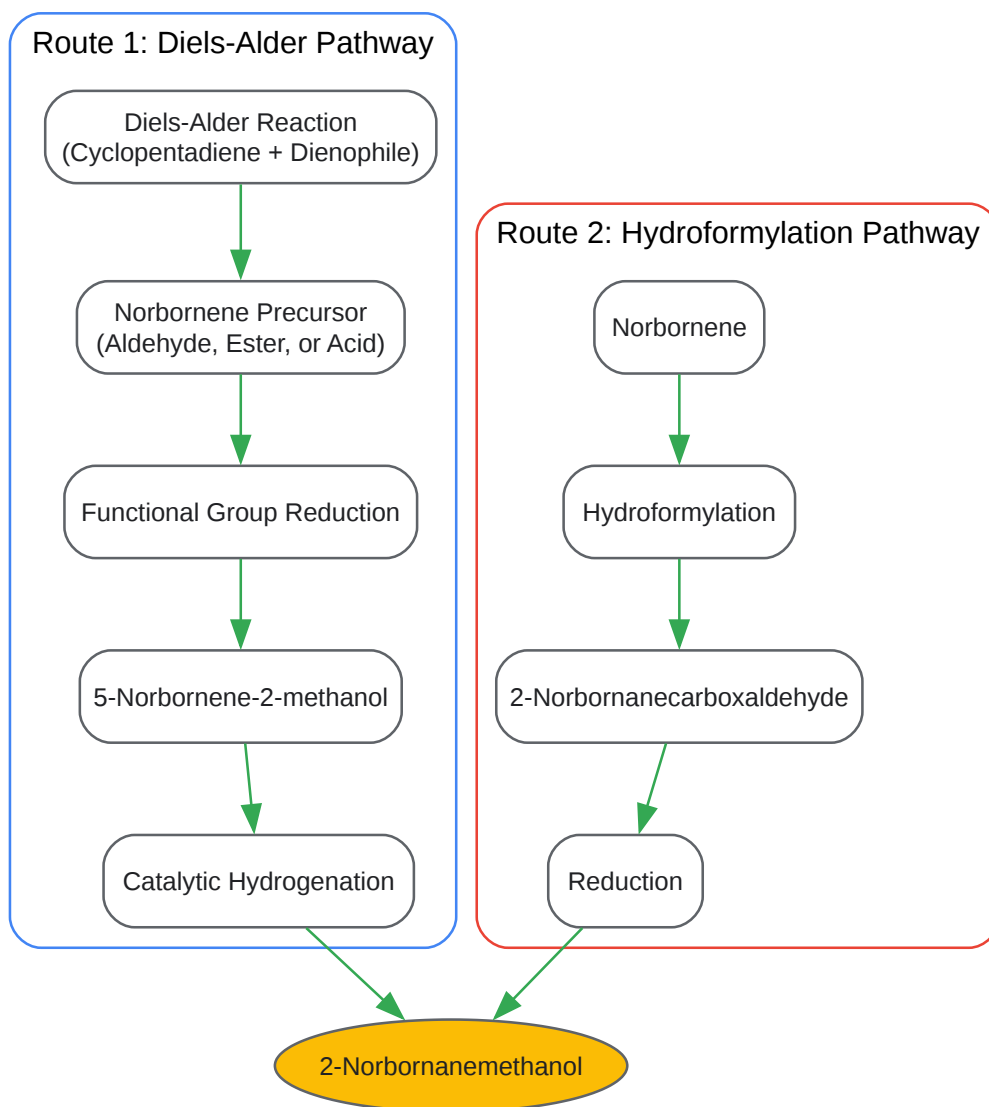 Route 1: Diels-Alder Pathway
Diels-Alder Reaction
(Cyclopentadiene + Dienophile)
Norbornene Precursor
(Aldehyde, Ester, or Acid)
Functional Group Reduction
5-Norbornene-2-methanol
Catalytic Hydrogenation
Route 2: Hydroformylation Pathway
Norbornene
Hydroformylation
2-Norbornanecarboxaldehyde
Reduction
2-Norbornanemethanol